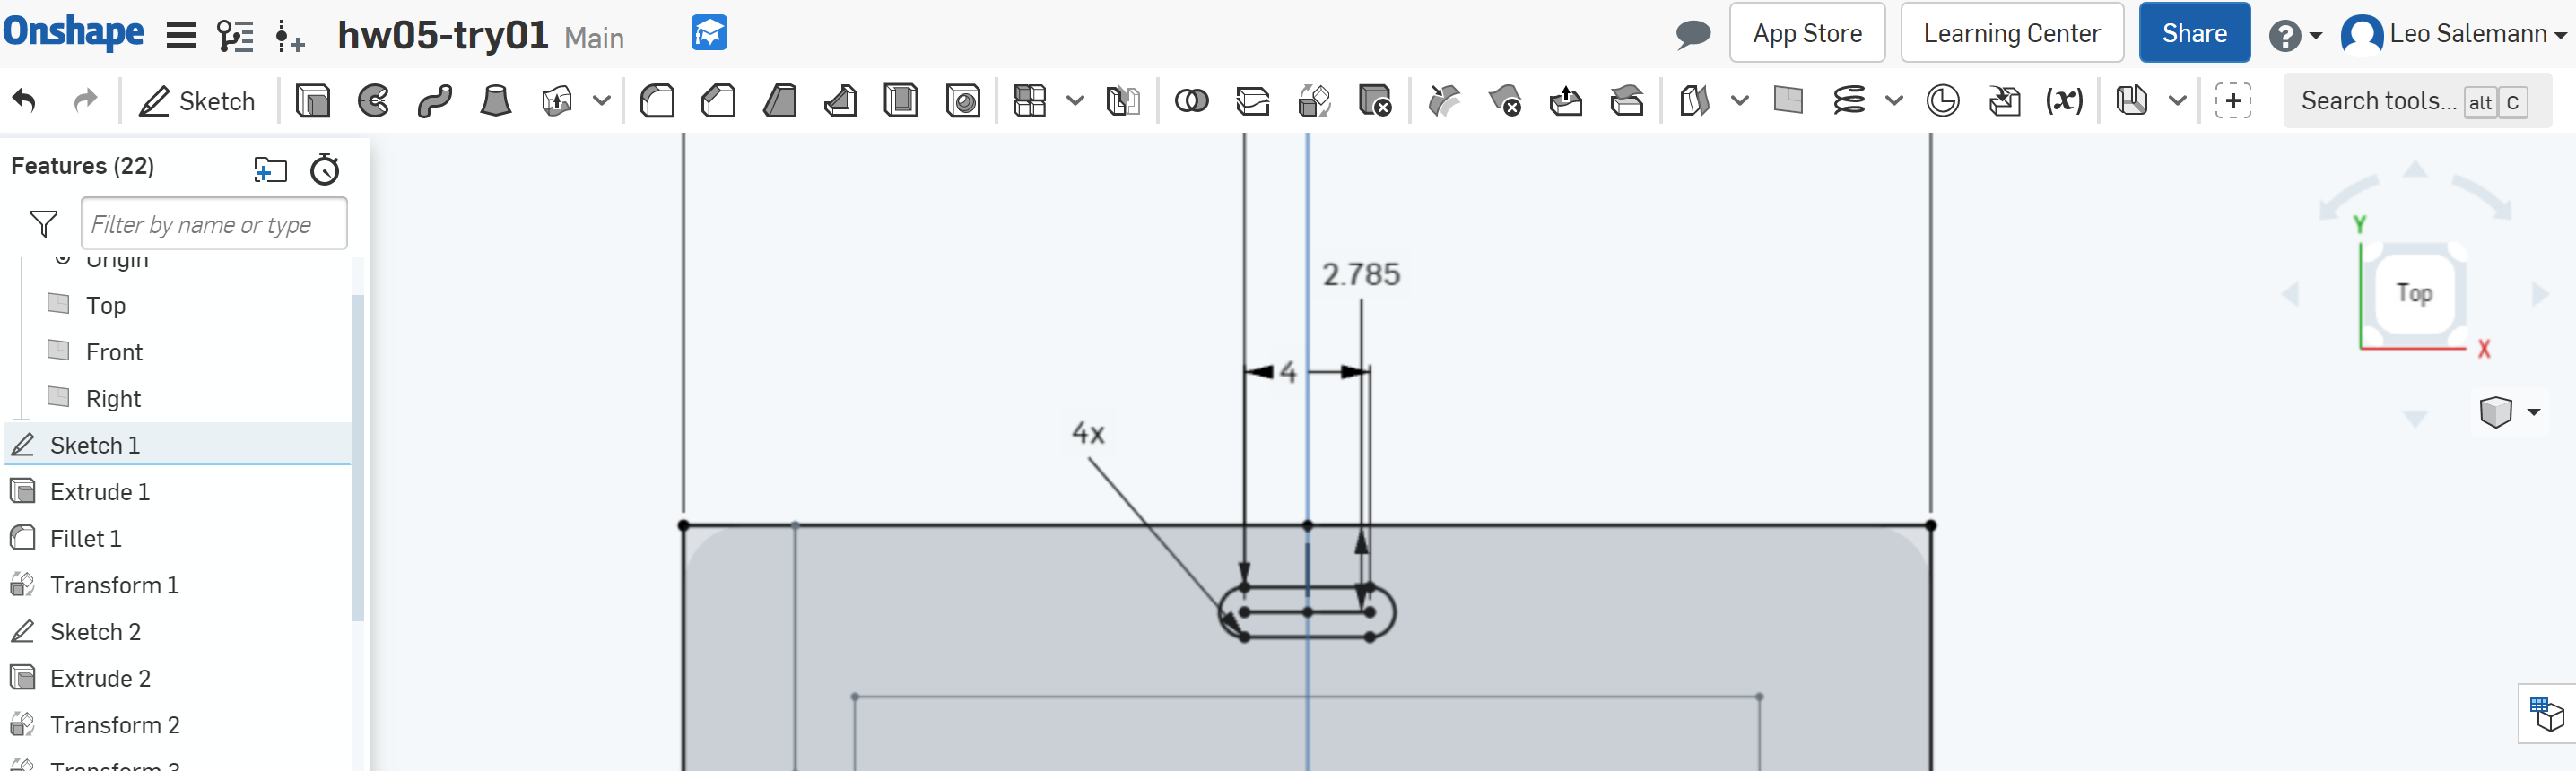 Onshape hw05-try01 Main App Store Learning Center Share Leo Salemann
Sketch Search tools... alt C
Features (22)
Filter by name or type
Origin
Top
Front
Right
Sketch 1
Extrude 1
Fillet 1
Transform 1
Sketch 2
Extrude 2
Transform 2
Transform 3
2.785
4
4x
Y
Top
X
(x)